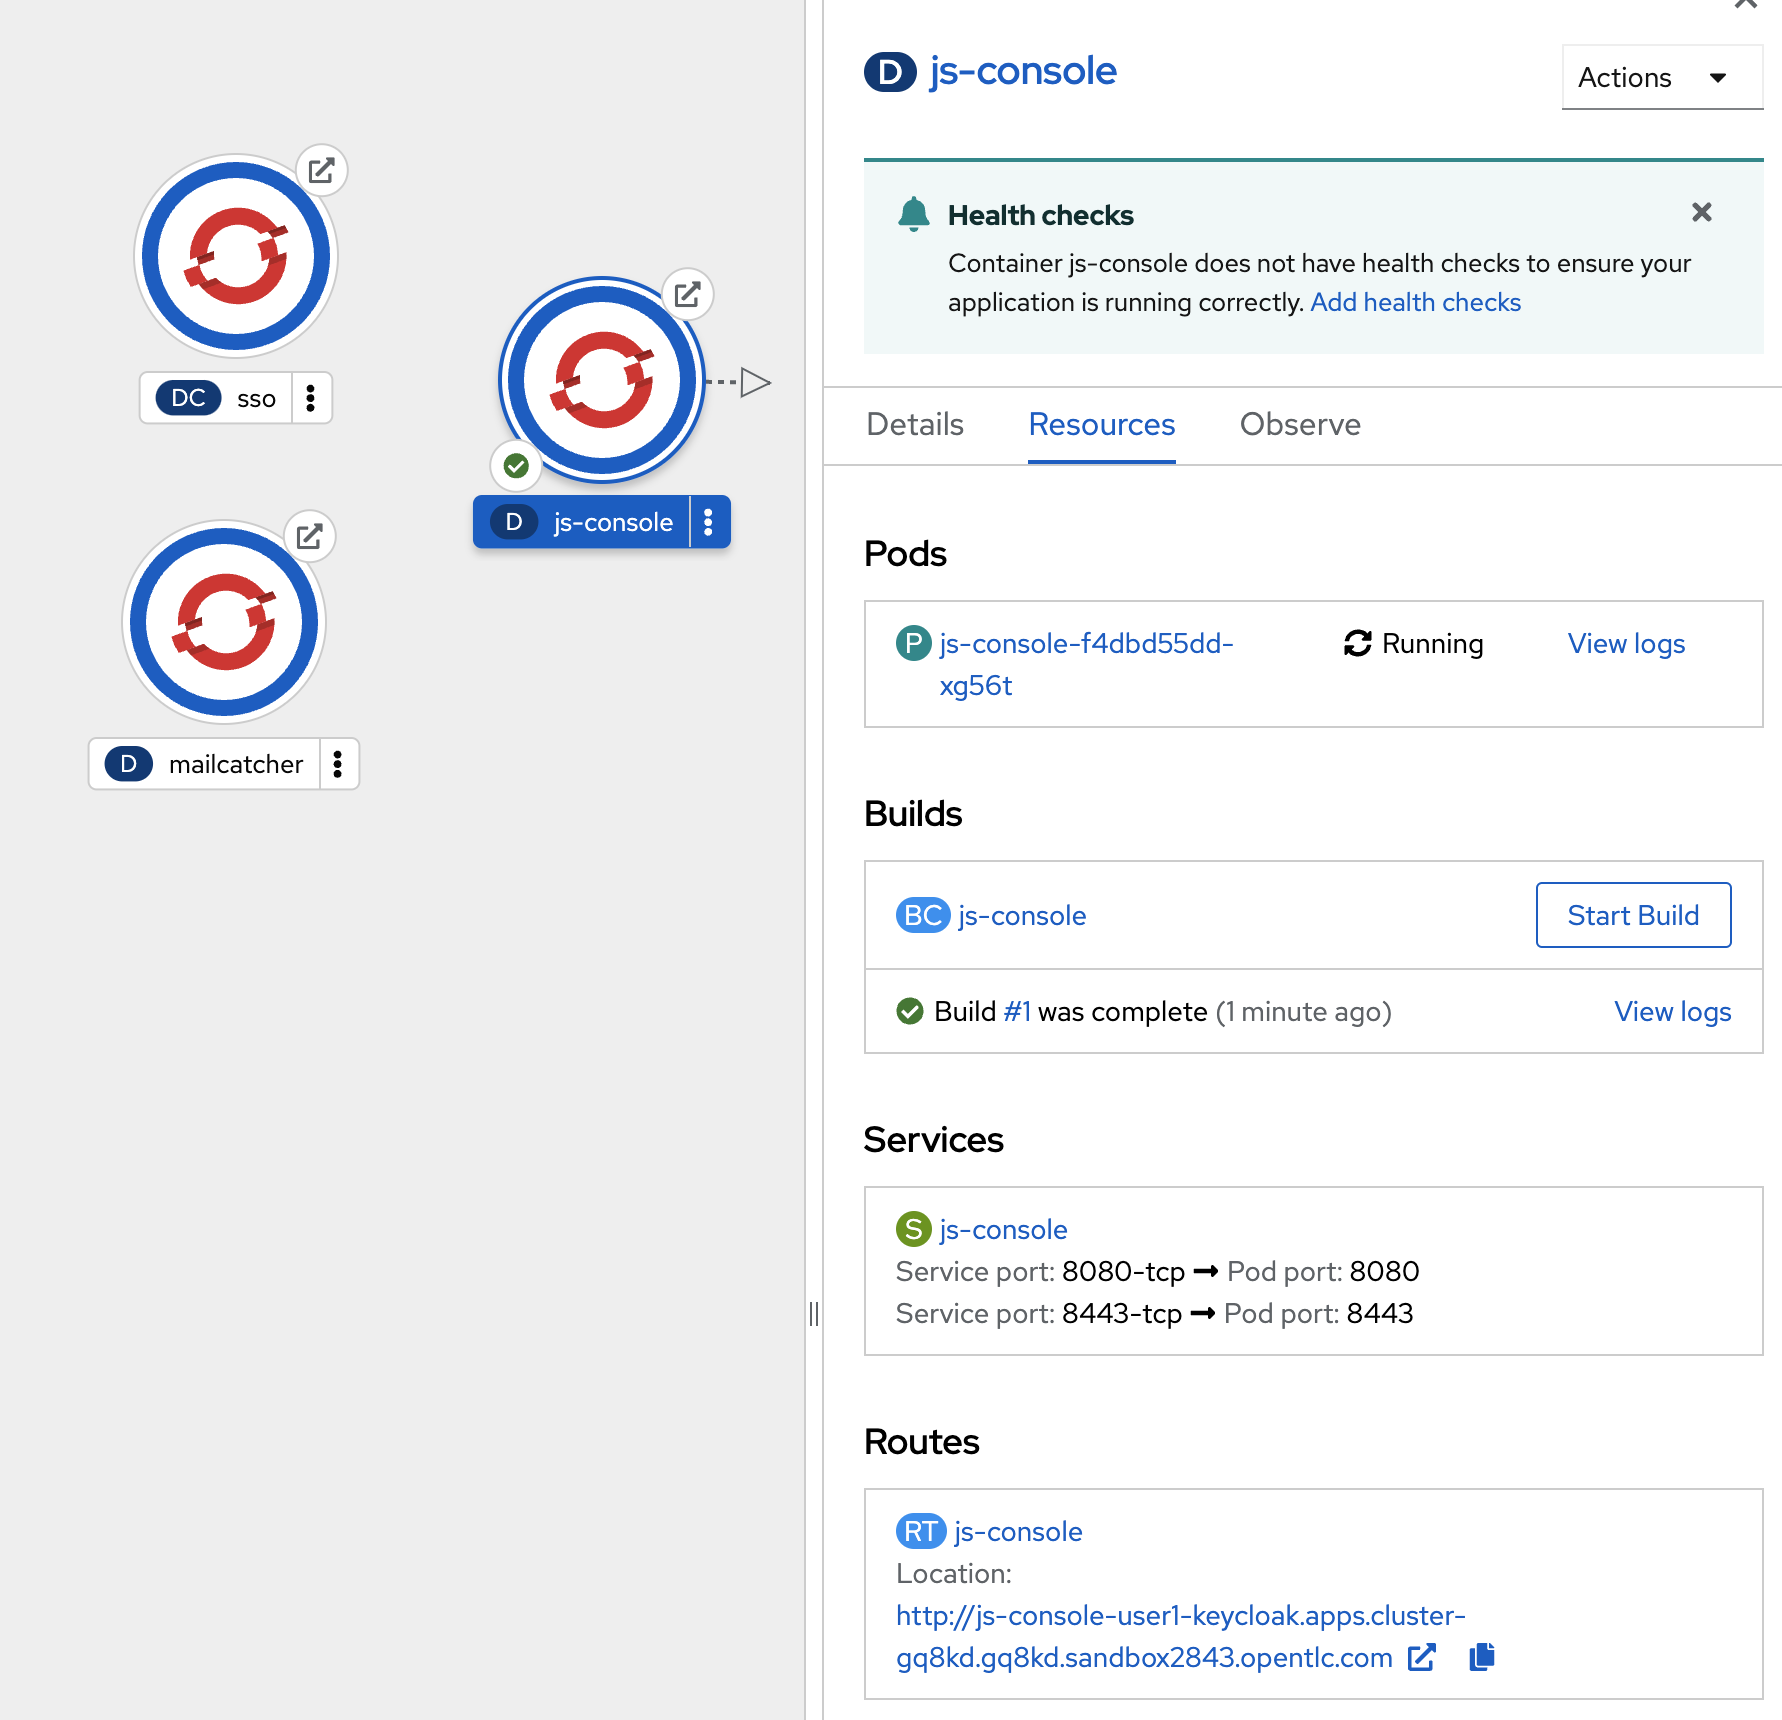 DC sso
D js-console
D mailcatcher
D js-console
Actions
Health checks
Container js-console does not have health checks to ensure your
application is running correctly. Add health checks
Details Resources Observe
Pods
P js-console-f4dbd55dd- Running View logs
xg56t
Builds
BC js-console Start Build
Build #1 was complete (1 minute ago) View logs
Services
S js-console
Service port: 8080-tcp → Pod port: 8080
Service port: 8443-tcp → Pod port: 8443
Routes
RT js-console
Location:
http://js-console-user1-keycloak.apps.cluster-
gq8kd.gq8kd.sandbox2843.opentlc.com